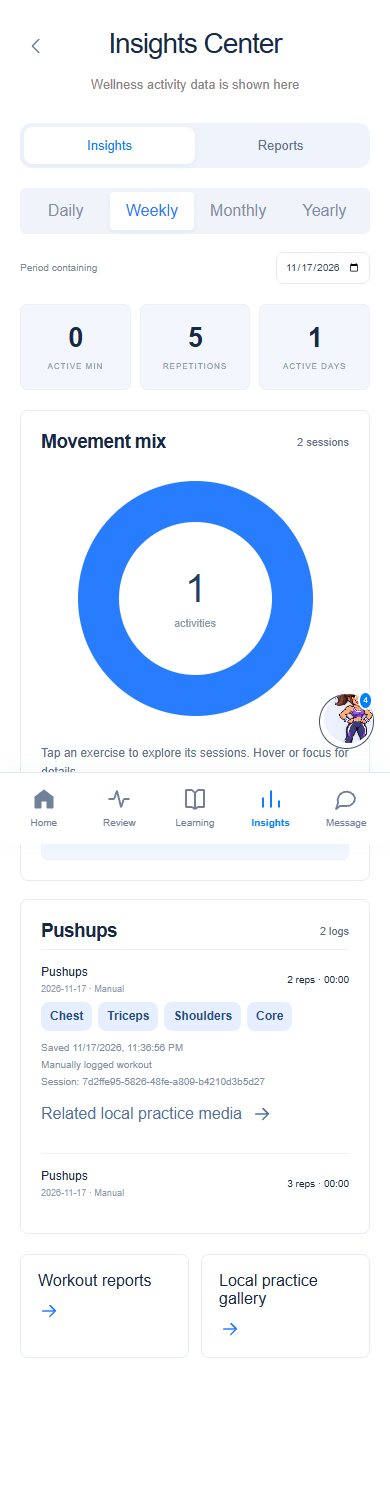 Insights Center
Wellness activity data is shown here
Insights
Reports
Daily
Weekly
Monthly
Yearly
Period containing
11/17/2026
0
ACTIVE MIN
5
REPETITIONS
1
ACTIVE DAYS
Movement mix
2 sessions
1
activities
4
Tap an exercise to explore its sessions. Hover or focus for
details
Home
Review
Learning
Insights
Message
Pushups
2 logs
Pushups
2026-11-17 · Manual
2 reps · 00:00
Chest
Triceps
Shoulders
Core
Saved 11/17/2026, 11:36:56 PM
Manually logged workout
Session: 7d2ffe95-5826-48fe-a809-b4210d3b5d27
Related local practice media
Pushups
2026-11-17 · Manual
3 reps · 00:00
Workout reports
Local practice
gallery